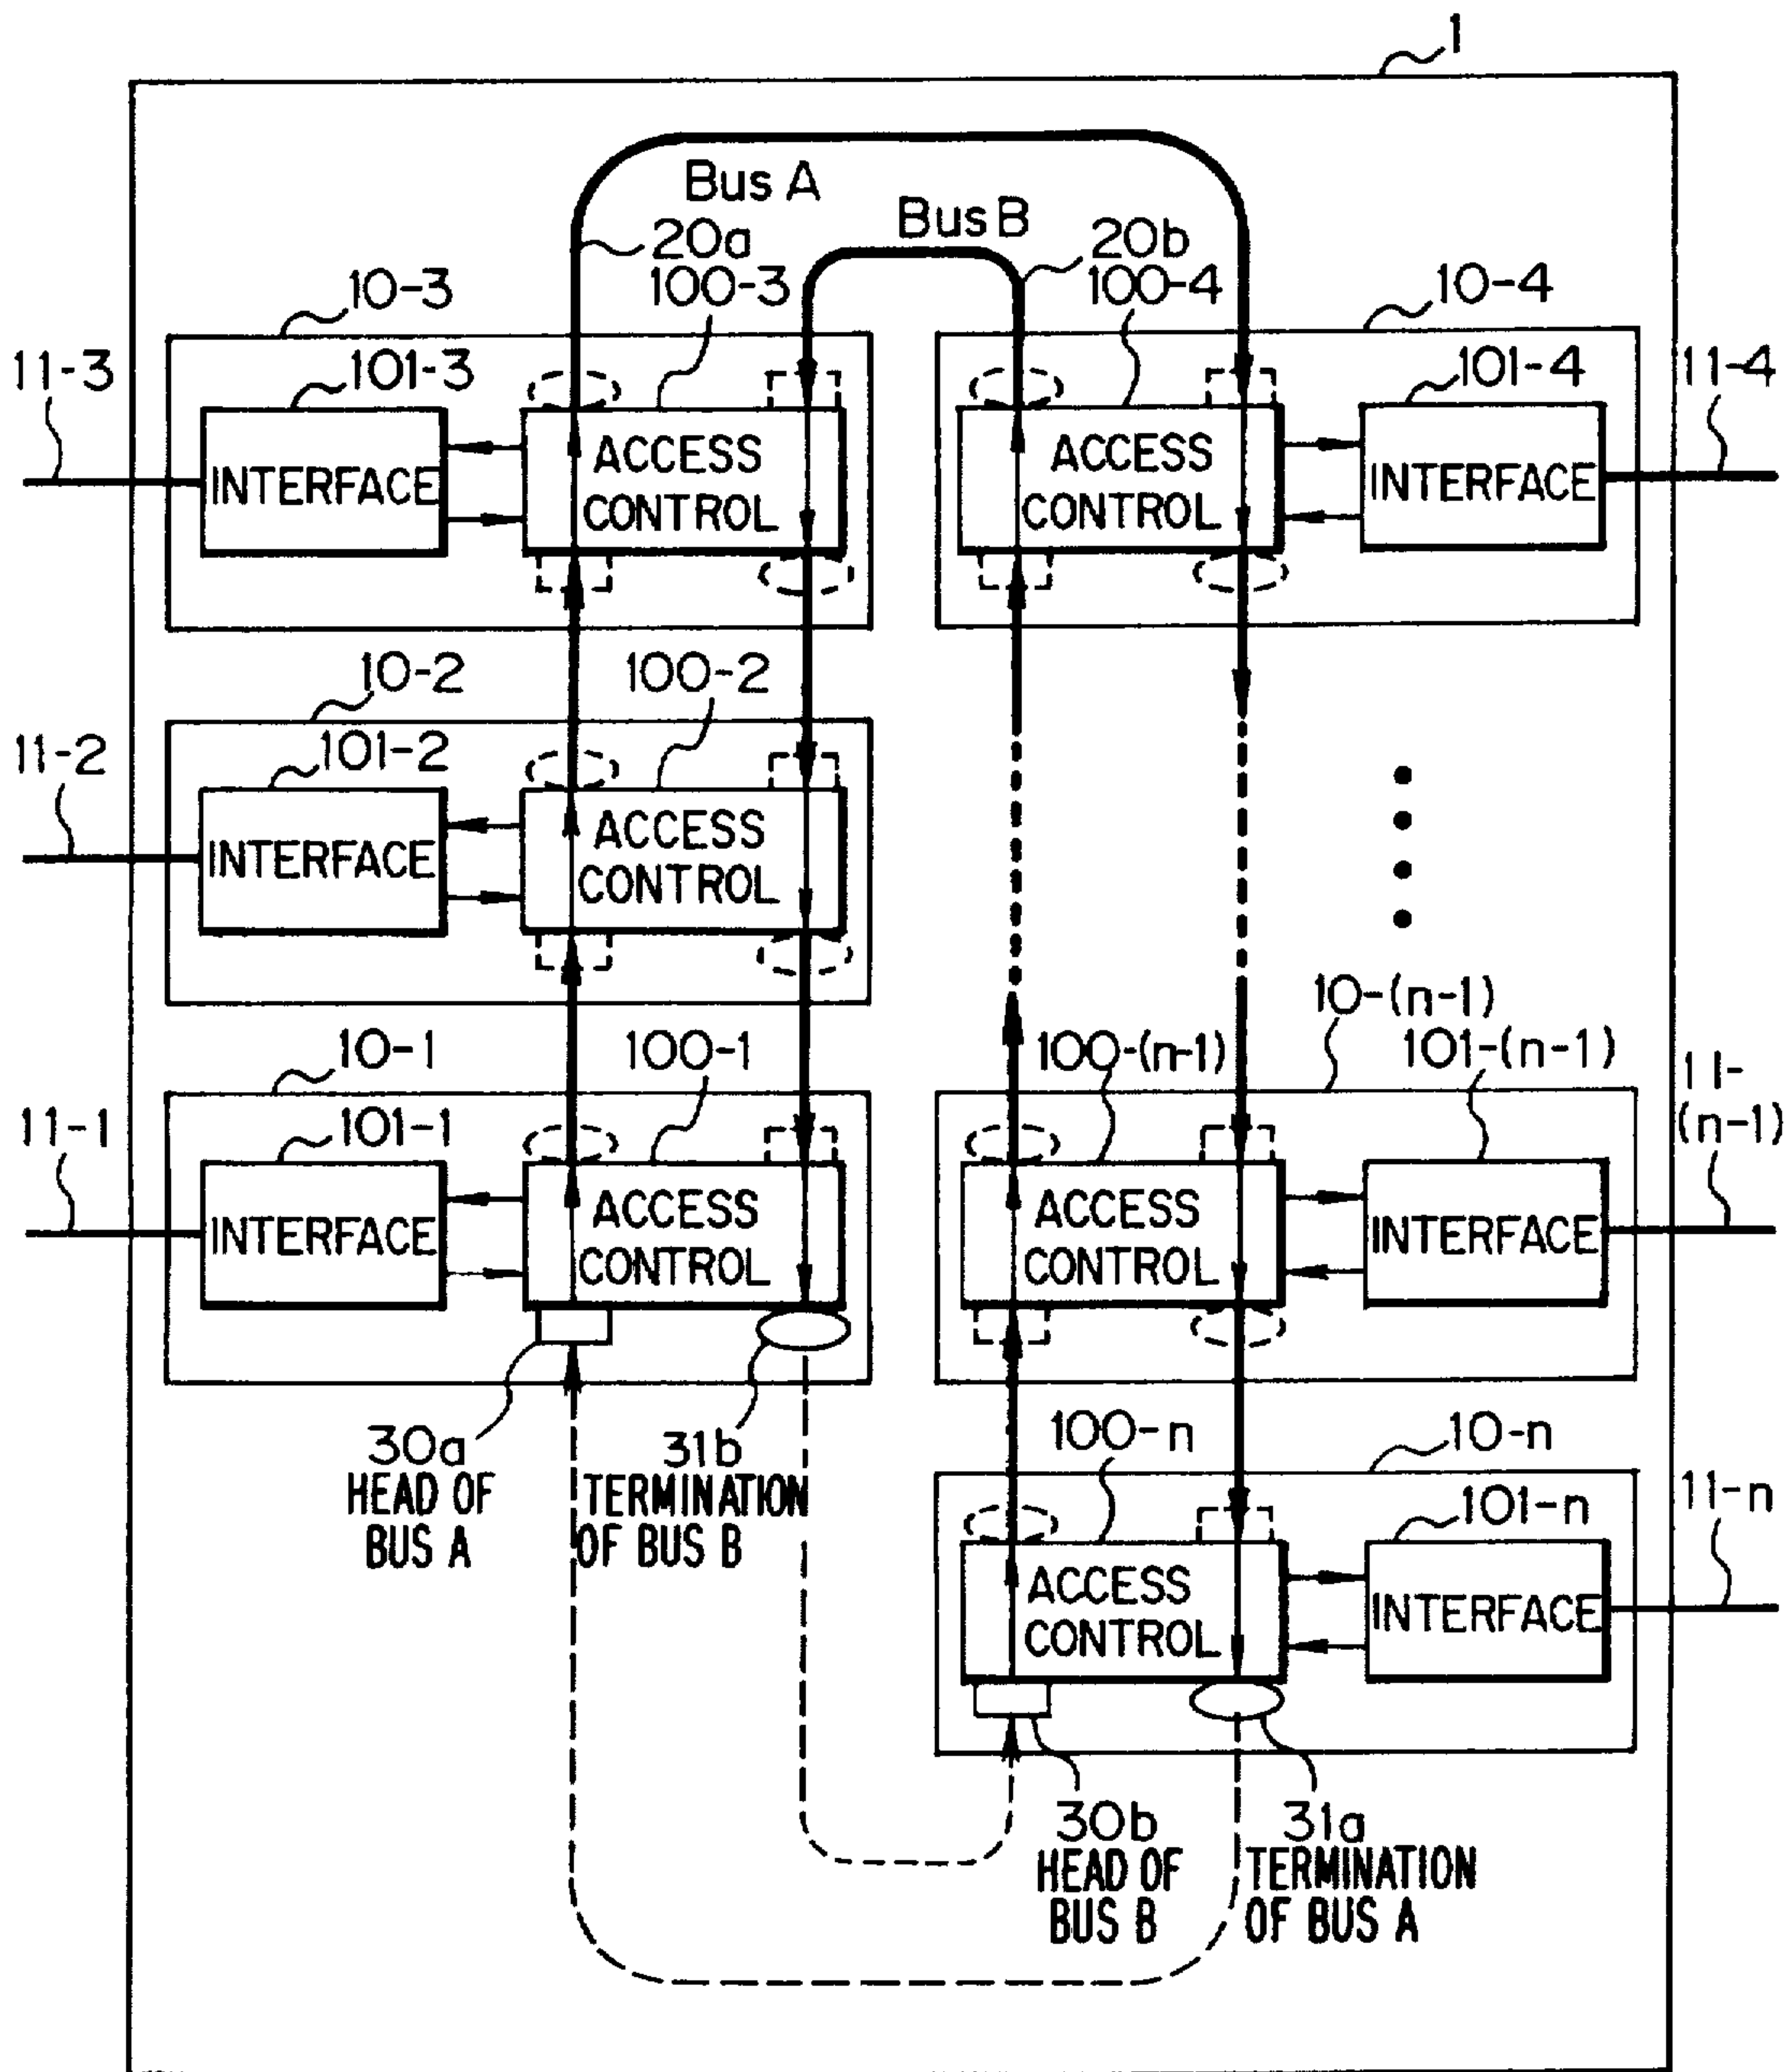 1
Bus A
Bus B
20a
20b
10-3
100-3
100-4
10-4
11-3
101-3
101-4
11-4
INTERFACE
ACCESS
CONTROL
ACCESS
CONTROL
INTERFACE
10-2
100-2
11-2
101-2
INTERFACE
ACCESS
CONTROL
10-(n-1)
10-1
100-1
100-(n-1)
101-(n-1)
11-
(n-1)
11-1
101-1
INTERFACE
ACCESS
CONTROL
ACCESS
CONTROL
INTERFACE
30a
HEAD OF
BUS A
31b
TERMINATION
OF BUS B
100-n
10-n
101-n
11-n
ACCESS
CONTROL
INTERFACE
30b
HEAD OF
BUS B
31a
TERMINATION
OF BUS A